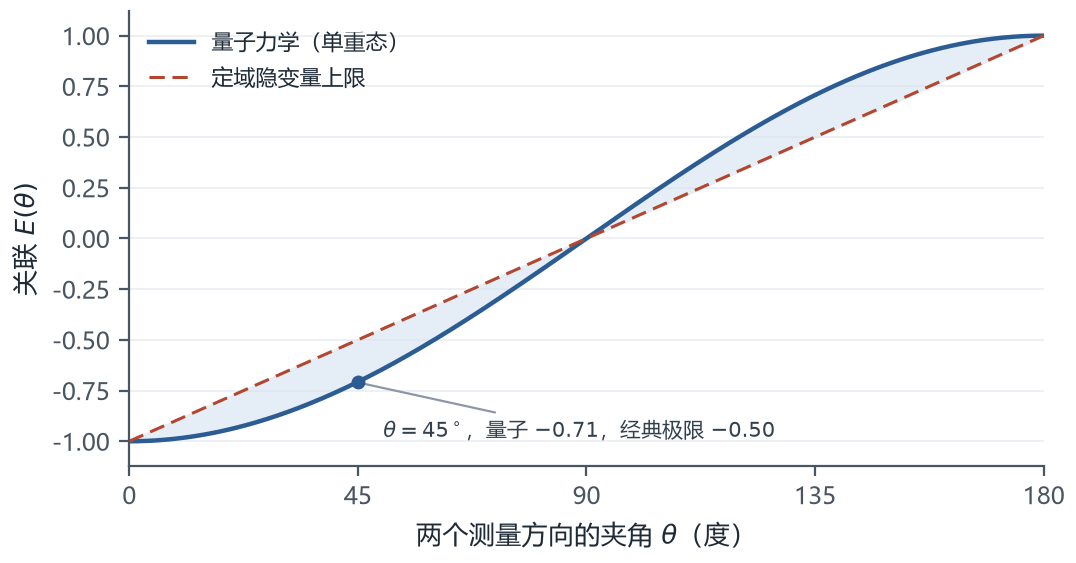 量子力学（单重态）
定域隐变量上限
1.00
0.75
0.50
0.25
0.00
-0.25
-0.50
-0.75
-1.00
关联 E(θ)
θ = 45°，量子 −0.71，经典极限 −0.50
0 45 90 135 180
两个测量方向的夹角 θ（度）